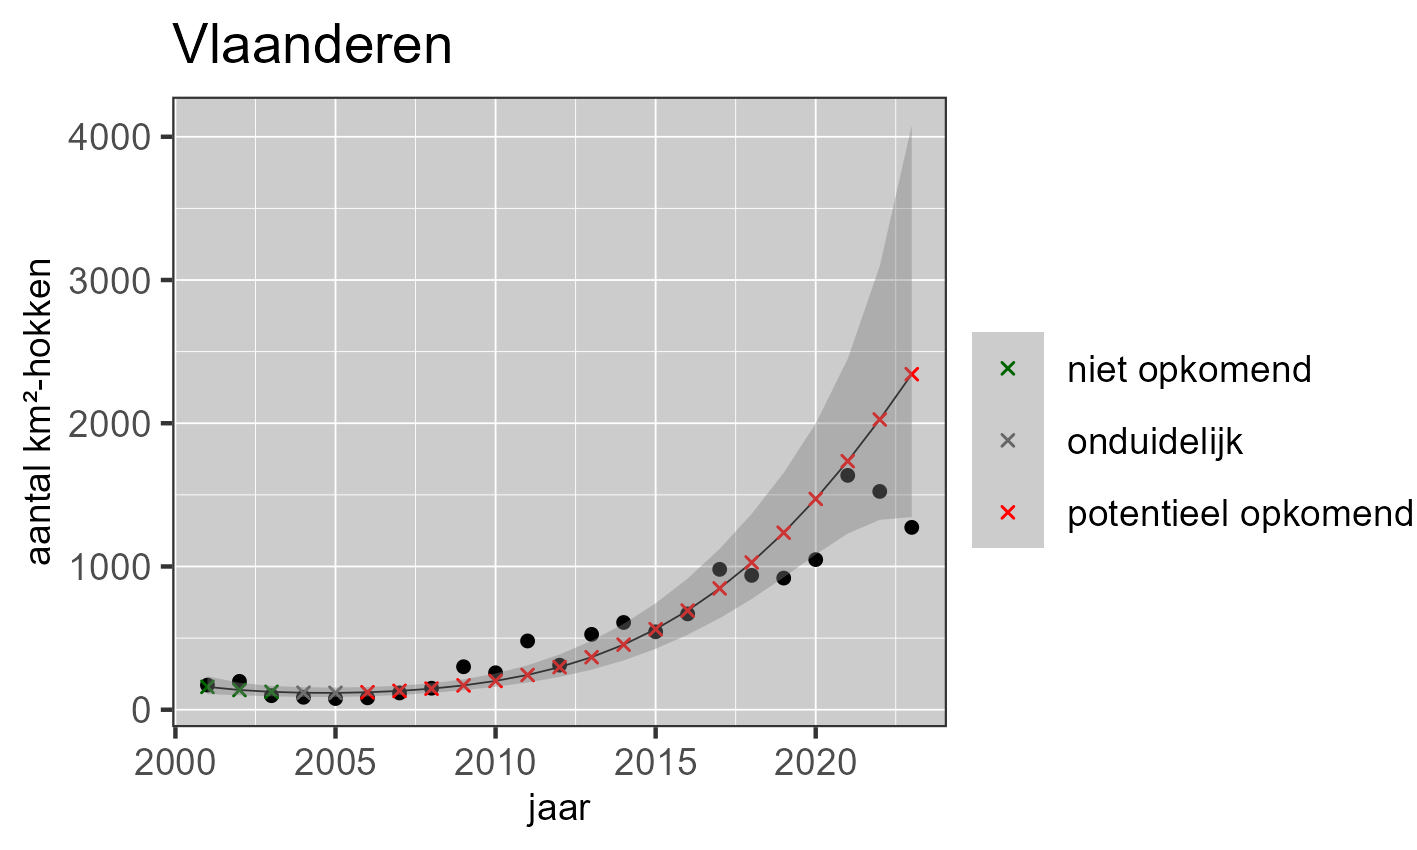 Vlaanderen
4000
3000
2000
1000
0
aantal km²-hokken
2000 2005 2010 2015 2020
jaar
niet opkomend
onduidelijk
potentieel opkomend